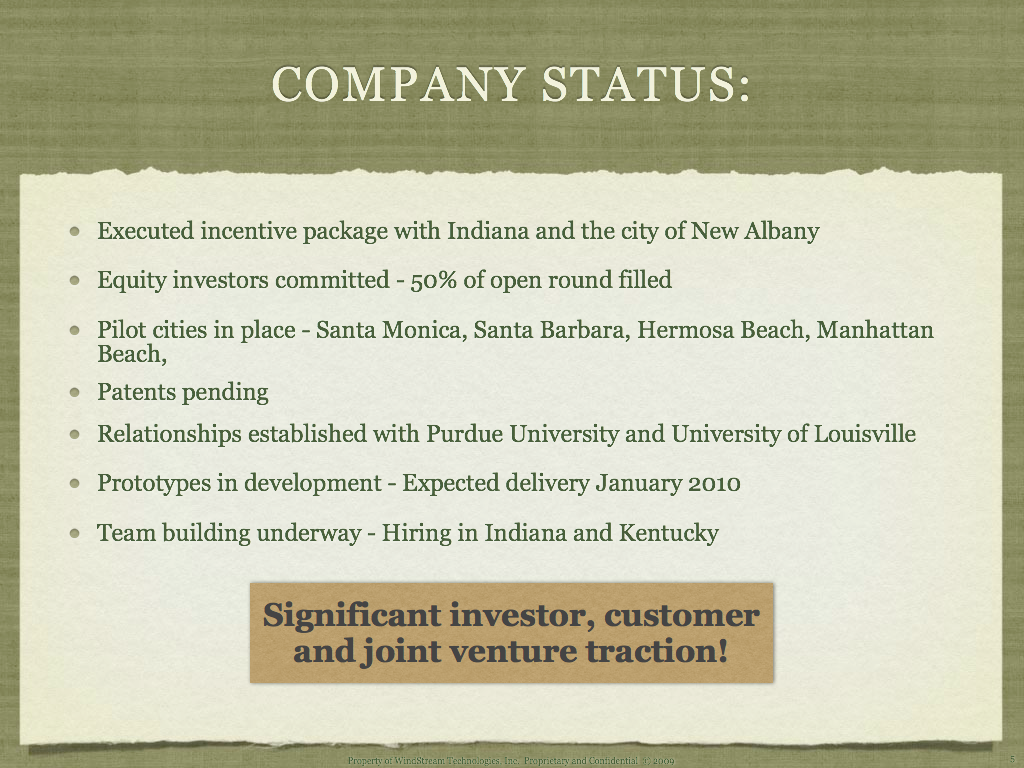 COMPANY STATUS:
Executed incentive package with Indiana and the city of New Albany
Equity investors committed - 50% of open round filled
Pilot cities in place - Santa Monica, Santa Barbara, Hermosa Beach, Manhattan
Beach,
Patents pending
Relationships established with Purdue University and University of Louisville
Prototypes in development - Expected delivery January 2010
Team building underway - Hiring in Indiana and Kentucky
Significant investor, customer
and joint venture traction!
Property of WindStream Technologies, Inc. Proprietary and Confidential © 2009
5